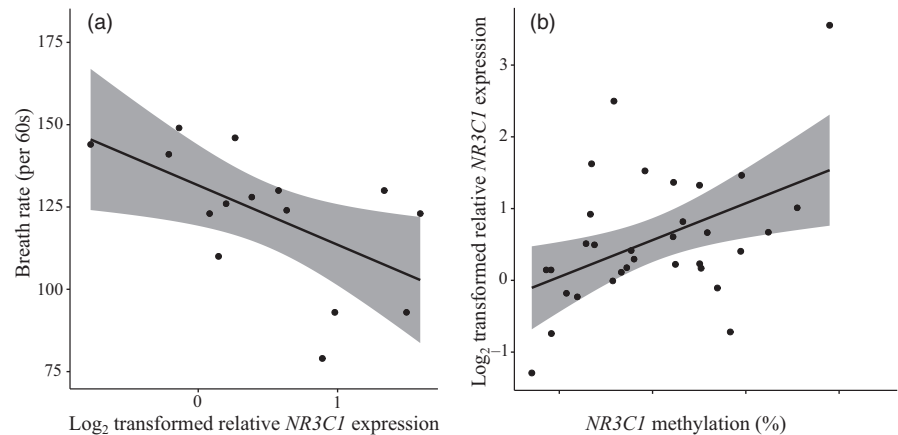 (a)
175
150
125
100
75
Breath rate (per 60s)
0
1
Log₂ transformed relative NR3C1 expression
(b)
3
2
1
0
−1
Log₂ transformed relative NR3C1 expression
NR3C1 methylation (%)